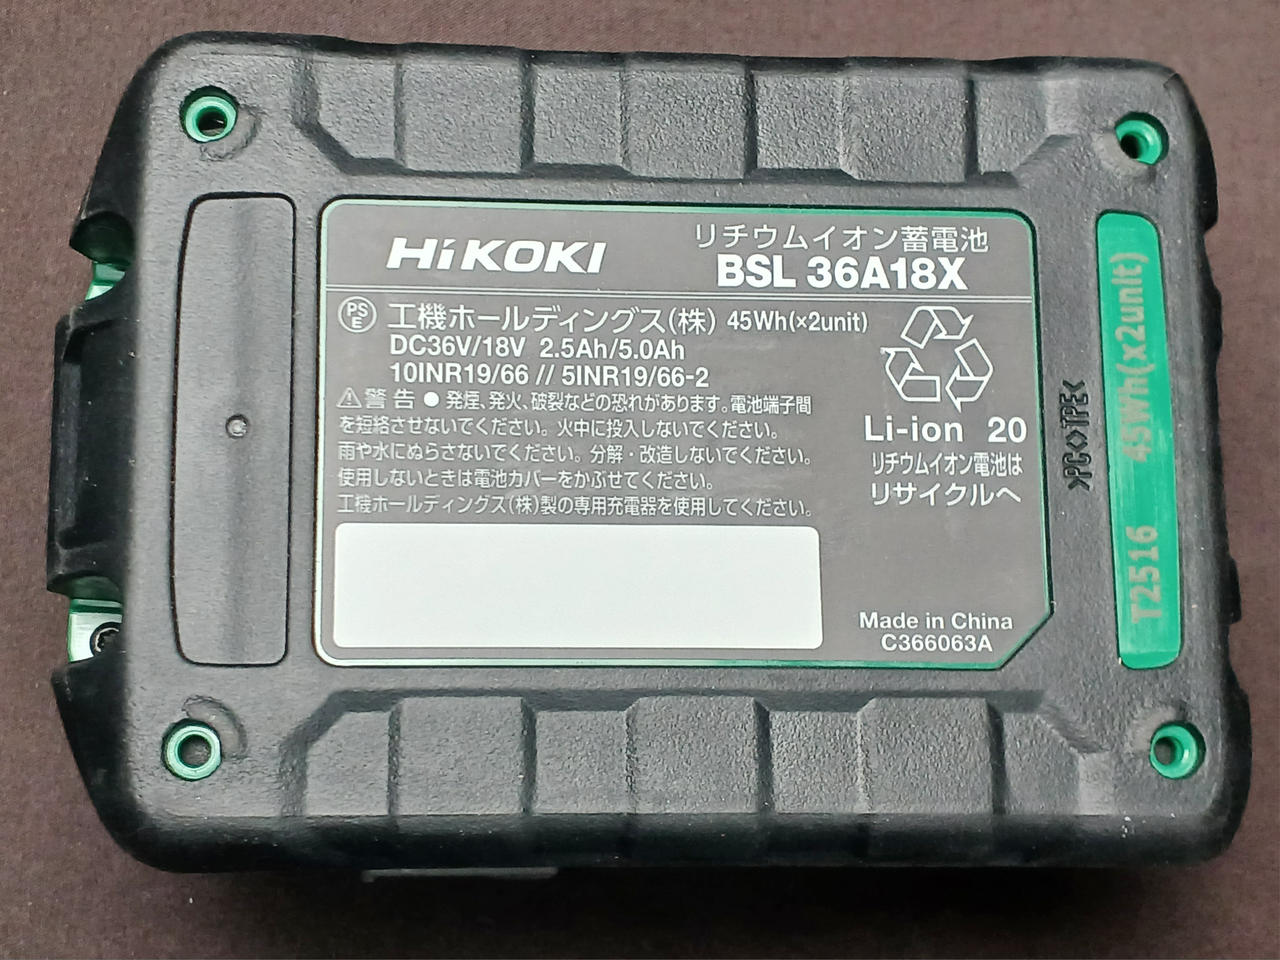 HiKOKI
リチウムイオン蓄電池
BSL 36A18X
PS E
工機ホールディングス(株) 45Wh(×2unit)
DC36V/18V 2.5Ah/5.0Ah
10INR19/66 // 5INR19/66-2
⚠警告 ● 発煙、発火、破裂などの恐れがあります。電池端子間
を短絡させないでください。火中に投入しないでください。
雨や水にぬらさないでください。分解・改造しないでください。
使用しないときは電池カバーをかぶせてください。
工機ホールディングス(株)製の専用充電器を使用してください。
Li-ion 20
リチウムイオン電池は
リサイクルへ
Made in China
C366063A
>PC◇TPE<
T2516 45Wh(x2unit)